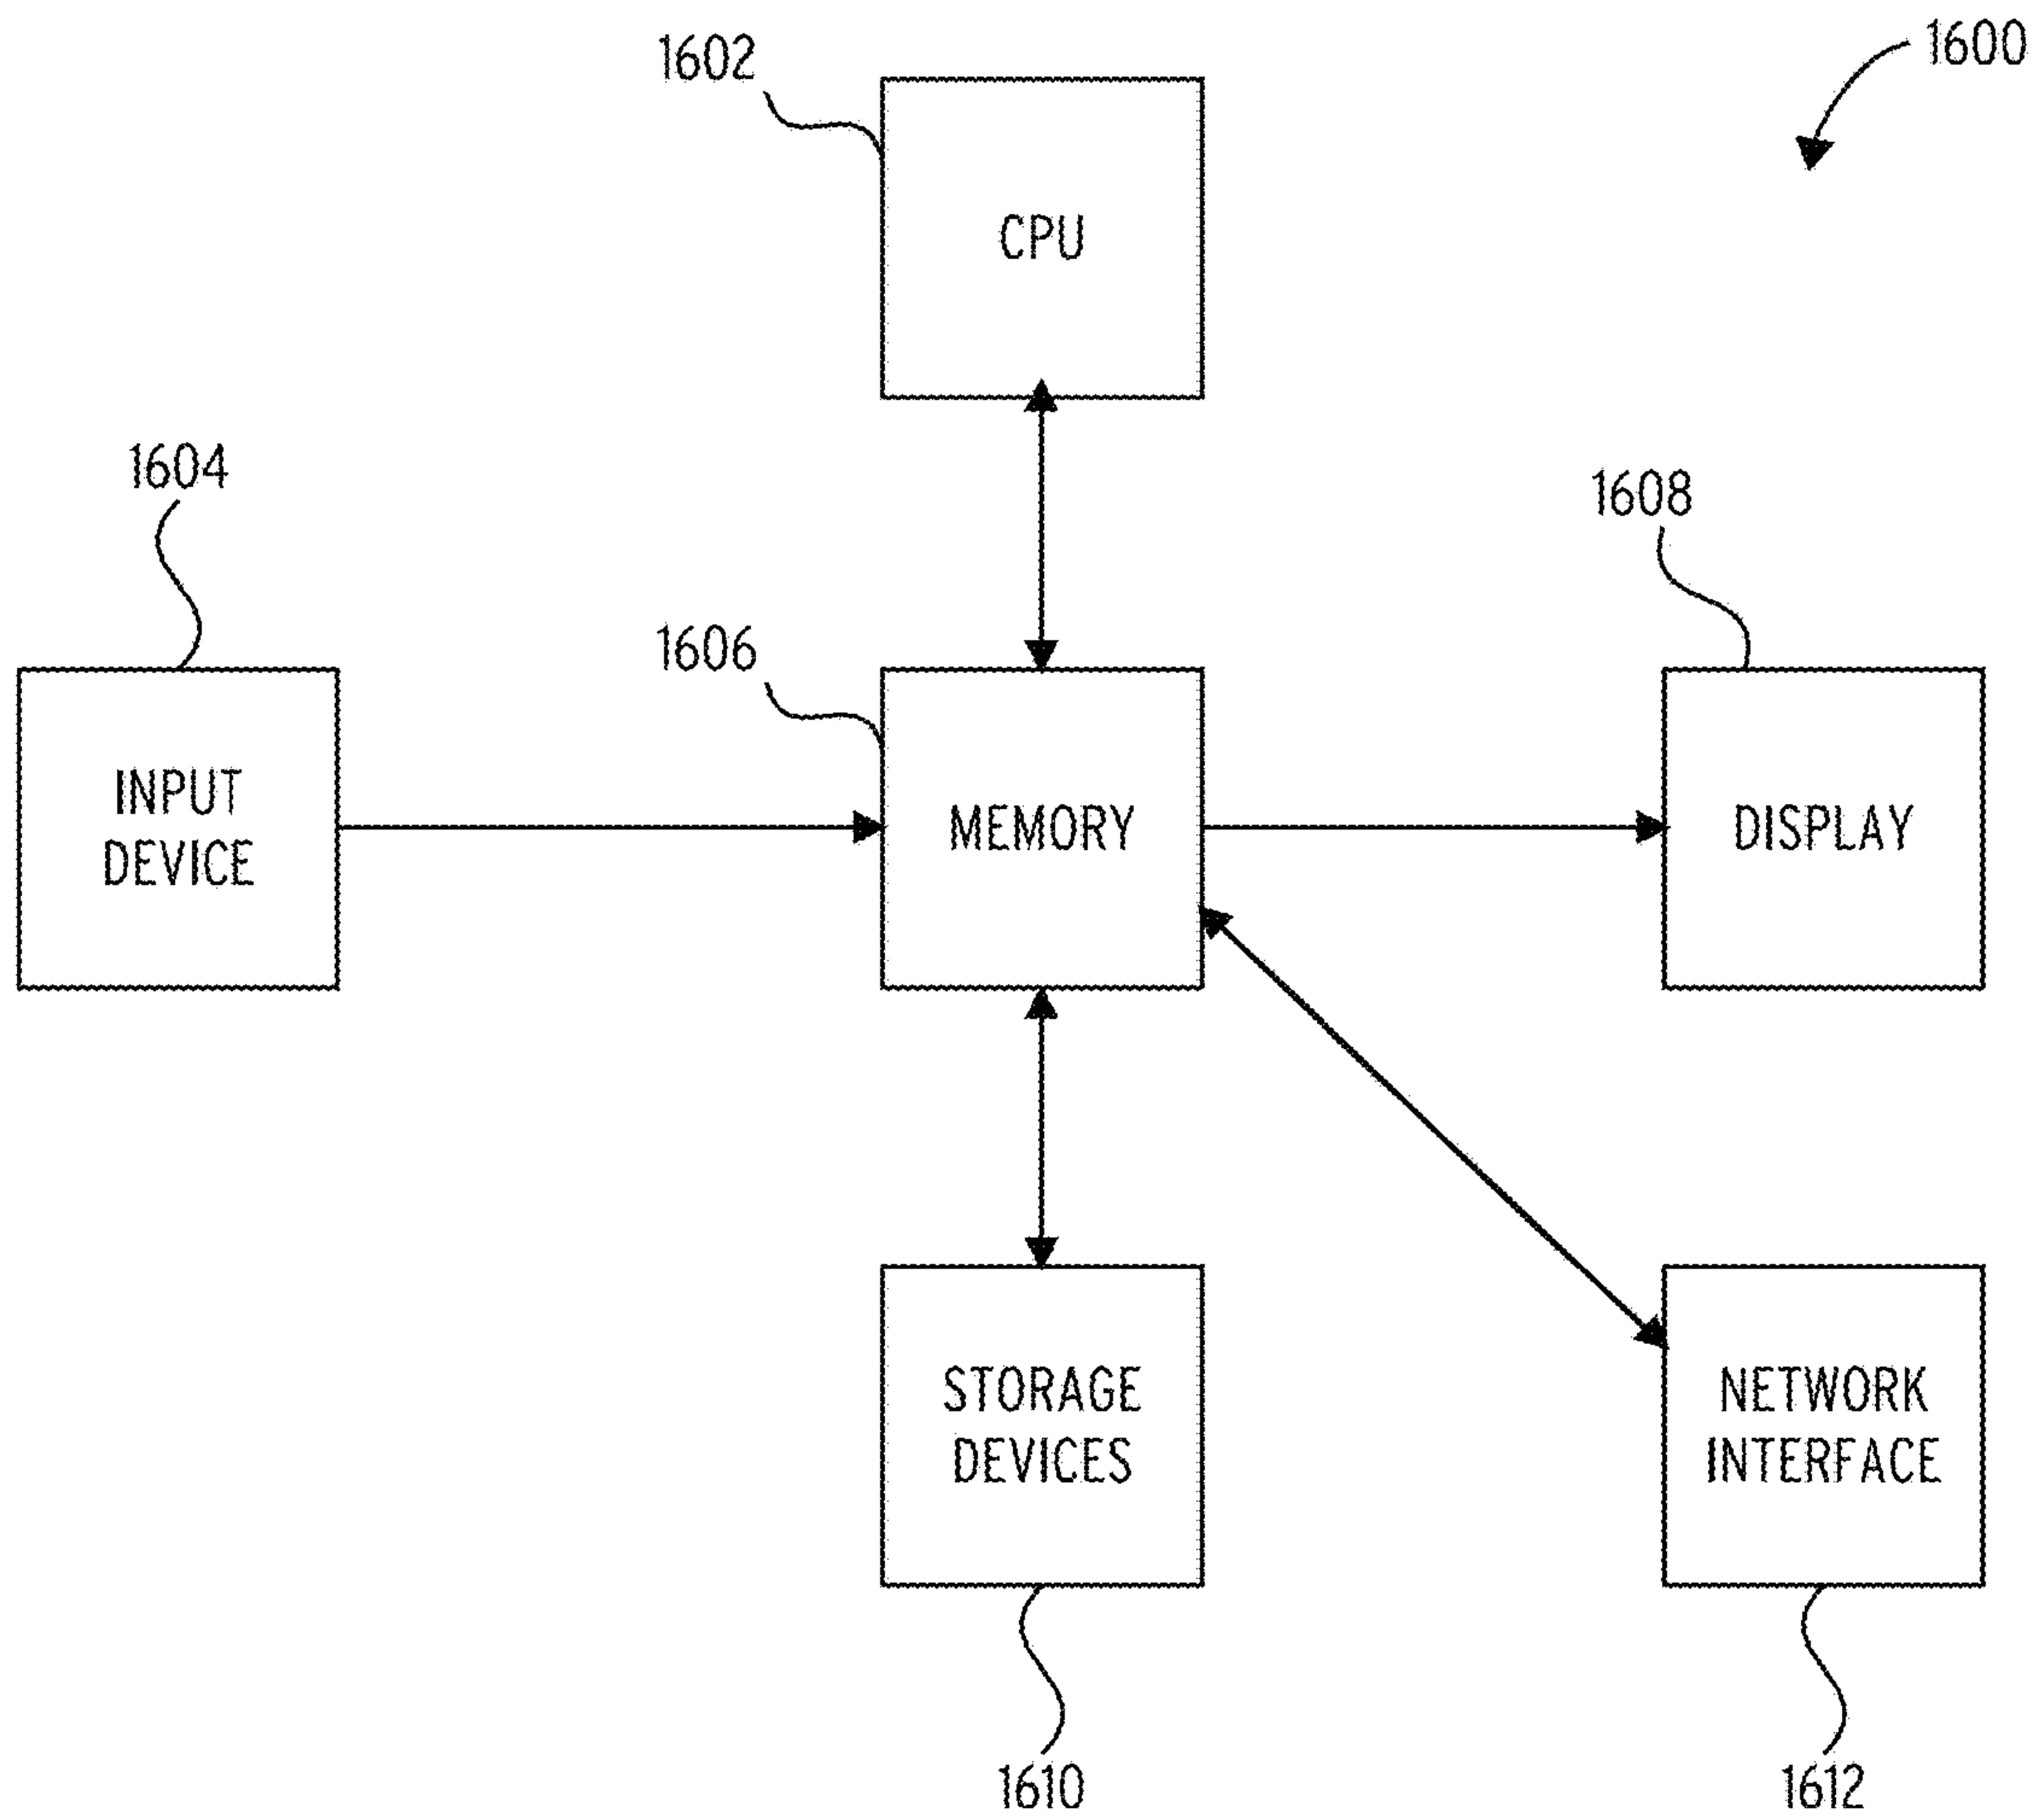 1602
1600
CPU
1604
1608
1606
INPUT
DEVICE
MEMORY
DISPLAY
STORAGE
DEVICES
NETWORK
INTERFACE
1610
1612